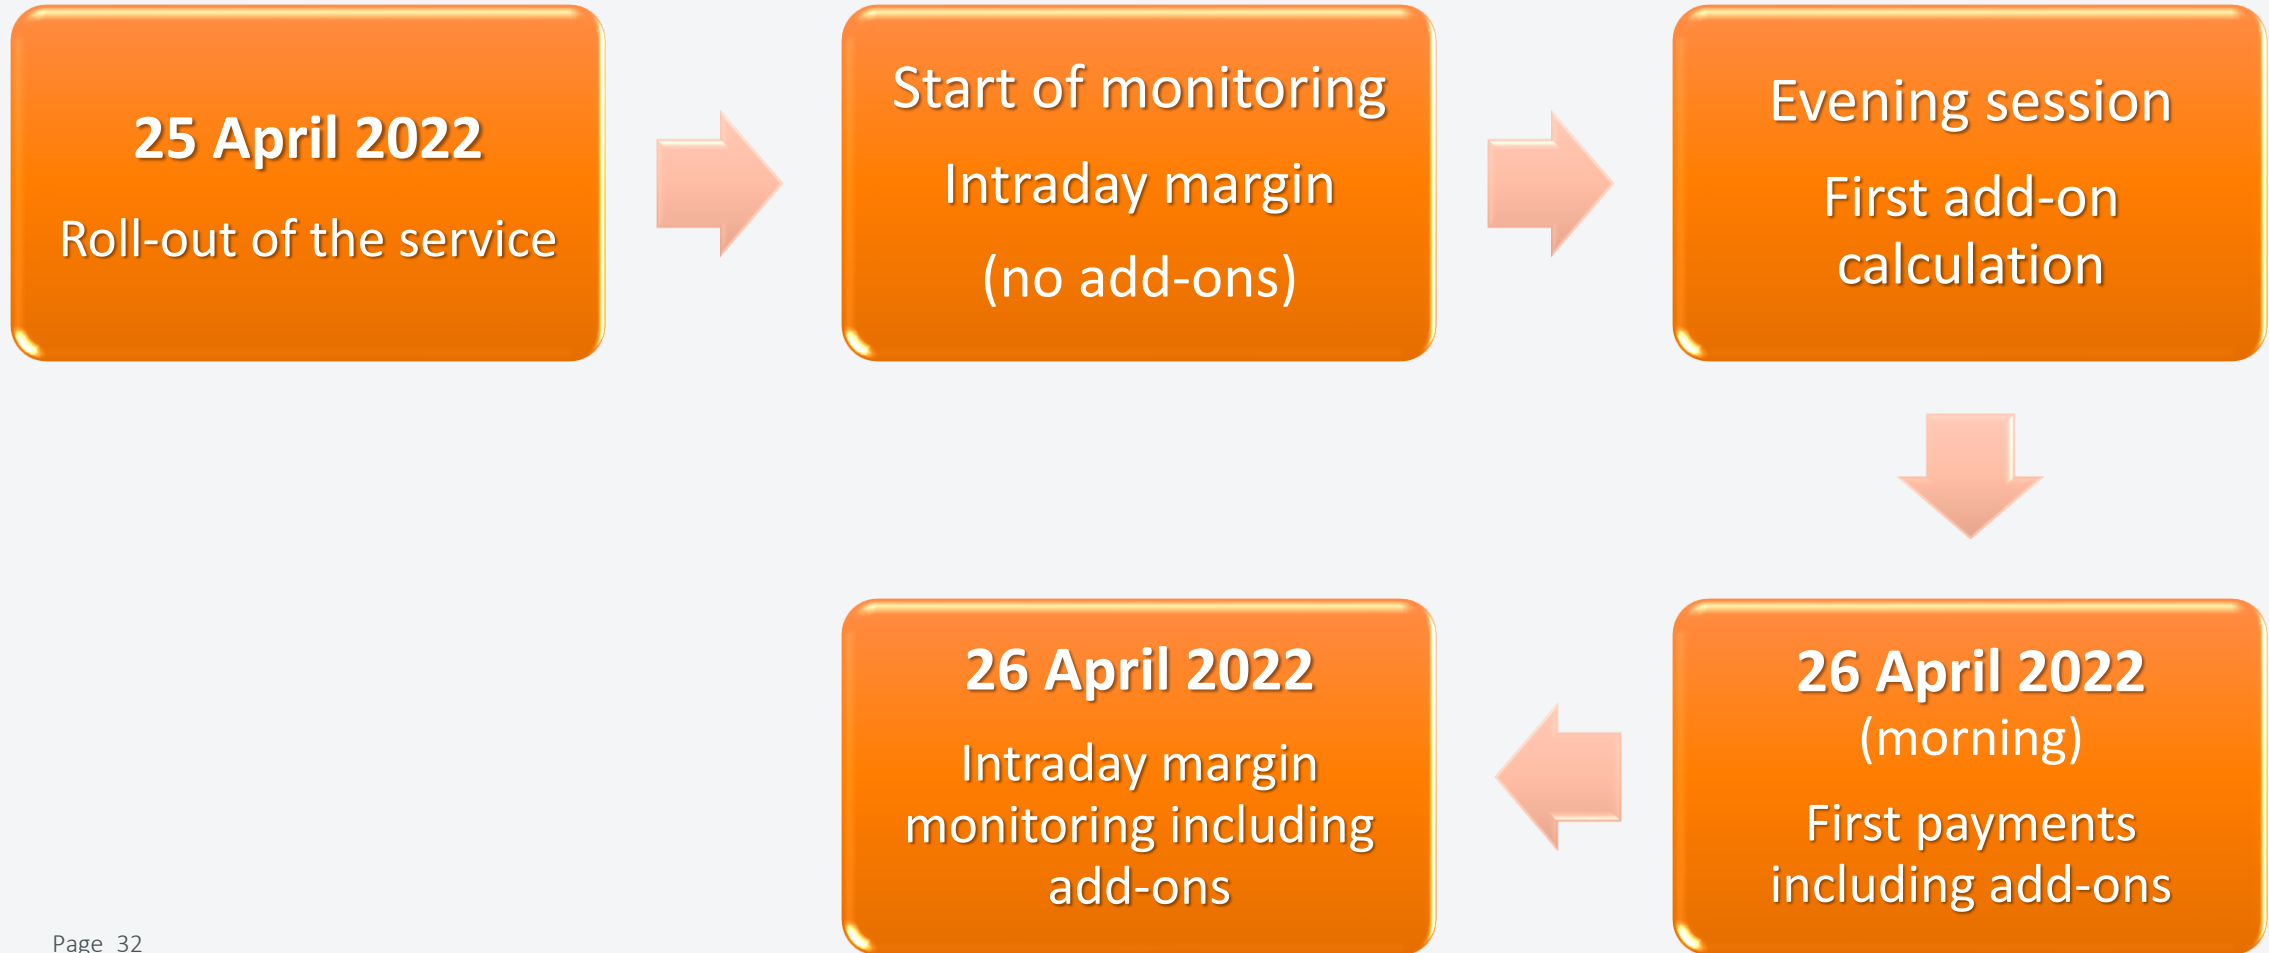 25 April 2022
Roll-out of the service
Start of monitoring
Intraday margin
(no add-ons)
Evening session
First add-on
calculation
26 April 2022
(morning)
First payments
including add-ons
26 April 2022
Intraday margin
monitoring including
add-ons
Page 32